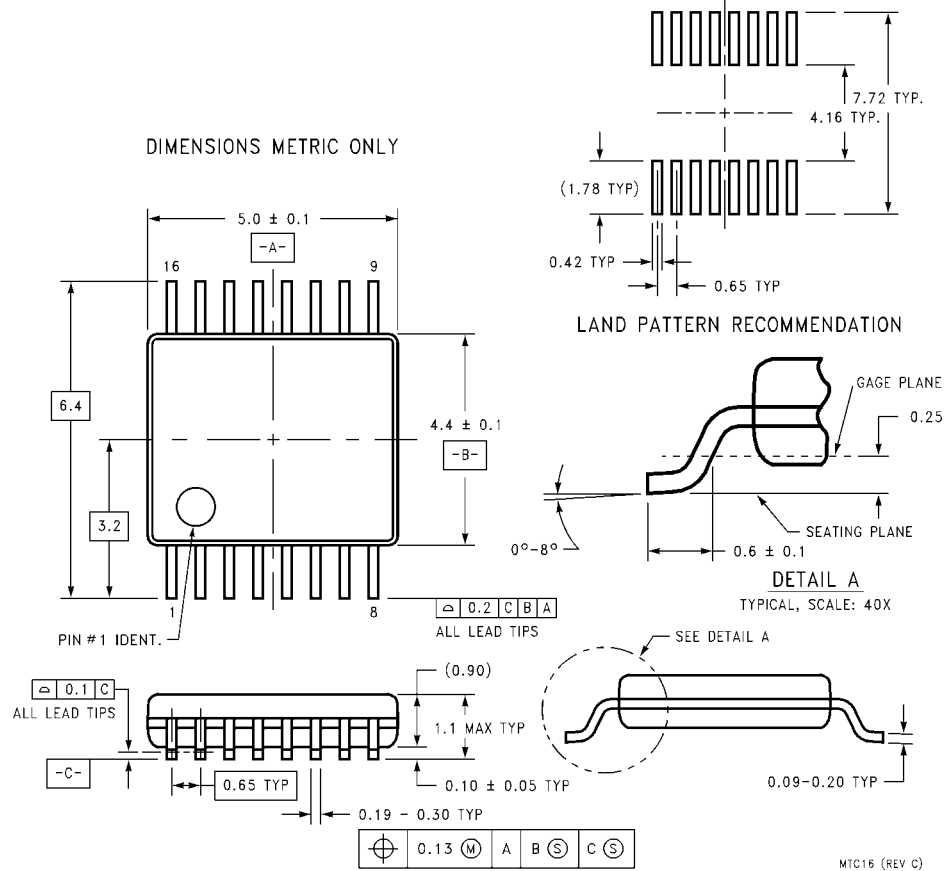 7.72 TYP.
4.16 TYP.
DIMENSIONS METRIC ONLY
(1.78 TYP)
5.0 ± 0.1
-A-
0.42 TYP
0.65 TYP
16
9
LAND PATTERN RECOMMENDATION
GAGE PLANE
0.25
6.4
4.4 ± 0.1
-B-
3.2
SEATING PLANE
0°-8°
0.6 ± 0.1
DETAIL A
TYPICAL, SCALE: 40X
1
8
⌓ 0.2 C B A
ALL LEAD TIPS
PIN #1 IDENT.
SEE DETAIL A
(0.90)
⌓ 0.1 C
ALL LEAD TIPS
1.1 MAX TYP
-C-
0.65 TYP
0.10 ± 0.05 TYP
0.09-0.20 TYP
0.19 - 0.30 TYP
⌖ 0.13 Ⓜ A B Ⓢ C Ⓢ
MTC16 (REV C)